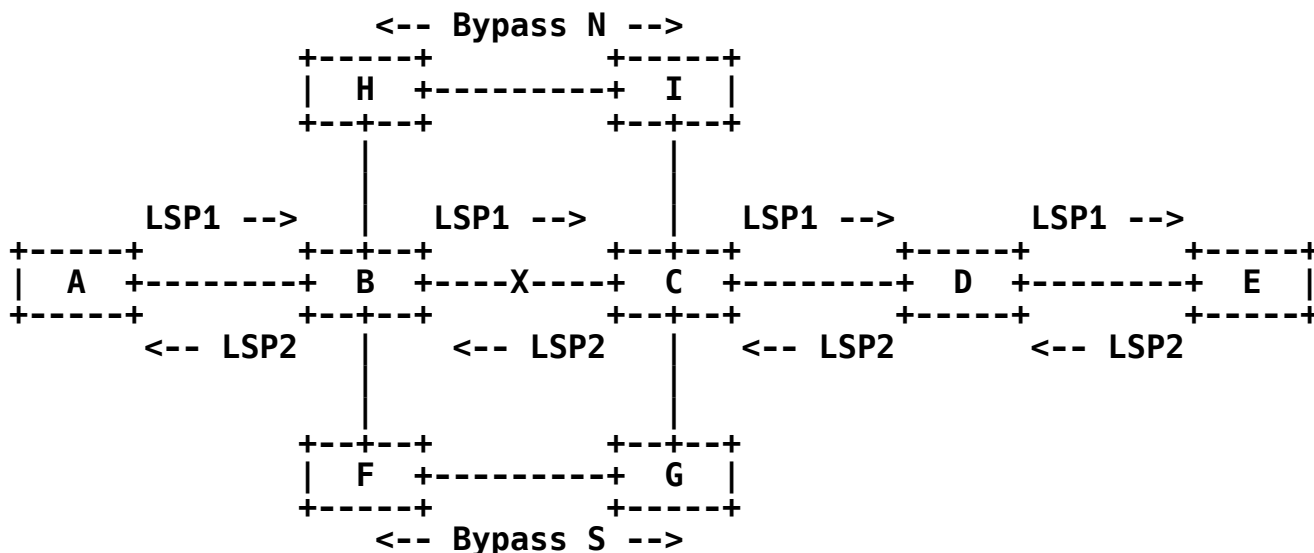 <-- Bypass N -->
+-----+         +-----+
|  H  +---------+  I  |
+--+--+         +--+--+
|               |
|               |
LSP1 -->  |  LSP1 -->    |  LSP1 -->       LSP1 -->
+-----+        +--+--+         +--+--+        +-----+        +-----+
|  A  +--------+  B  +----X----+  C  +--------+  D  +--------+  E  |
+-----+        +--+--+         +--+--+        +-----+        +-----+
<-- LSP2  |   <-- LSP2   |  <-- LSP2      <-- LSP2
|               |
|               |
+--+--+         +--+--+
|  F  +---------+  G  |
+-----+         +-----+
<-- Bypass S -->